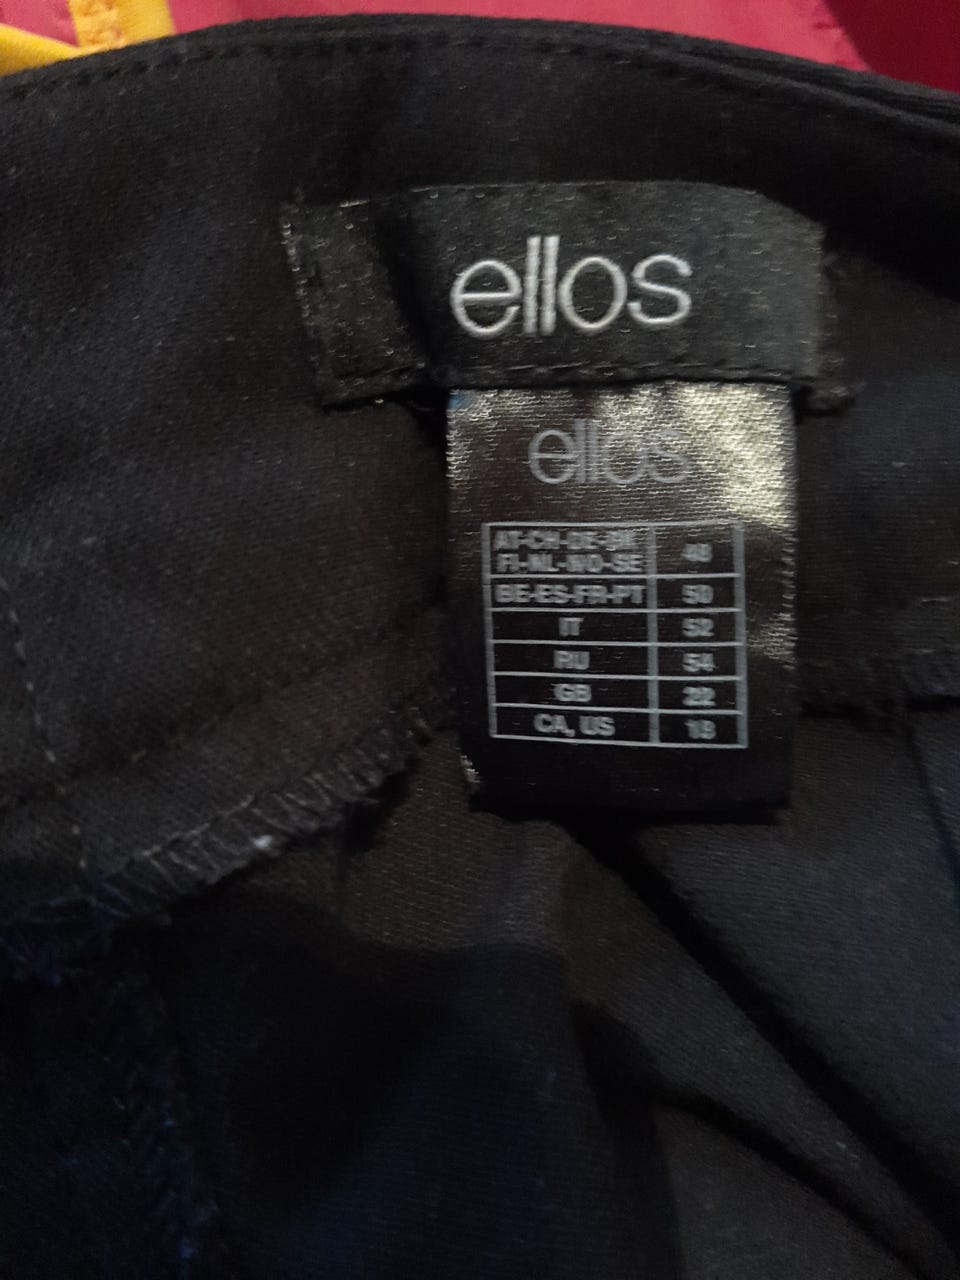 ellos
ellos
AT-CH-DE-DK
FI-NL-NO-SE 48
BE-ES-FR-PT 50
IT 52
RU 54
GB 22
CA, US 18